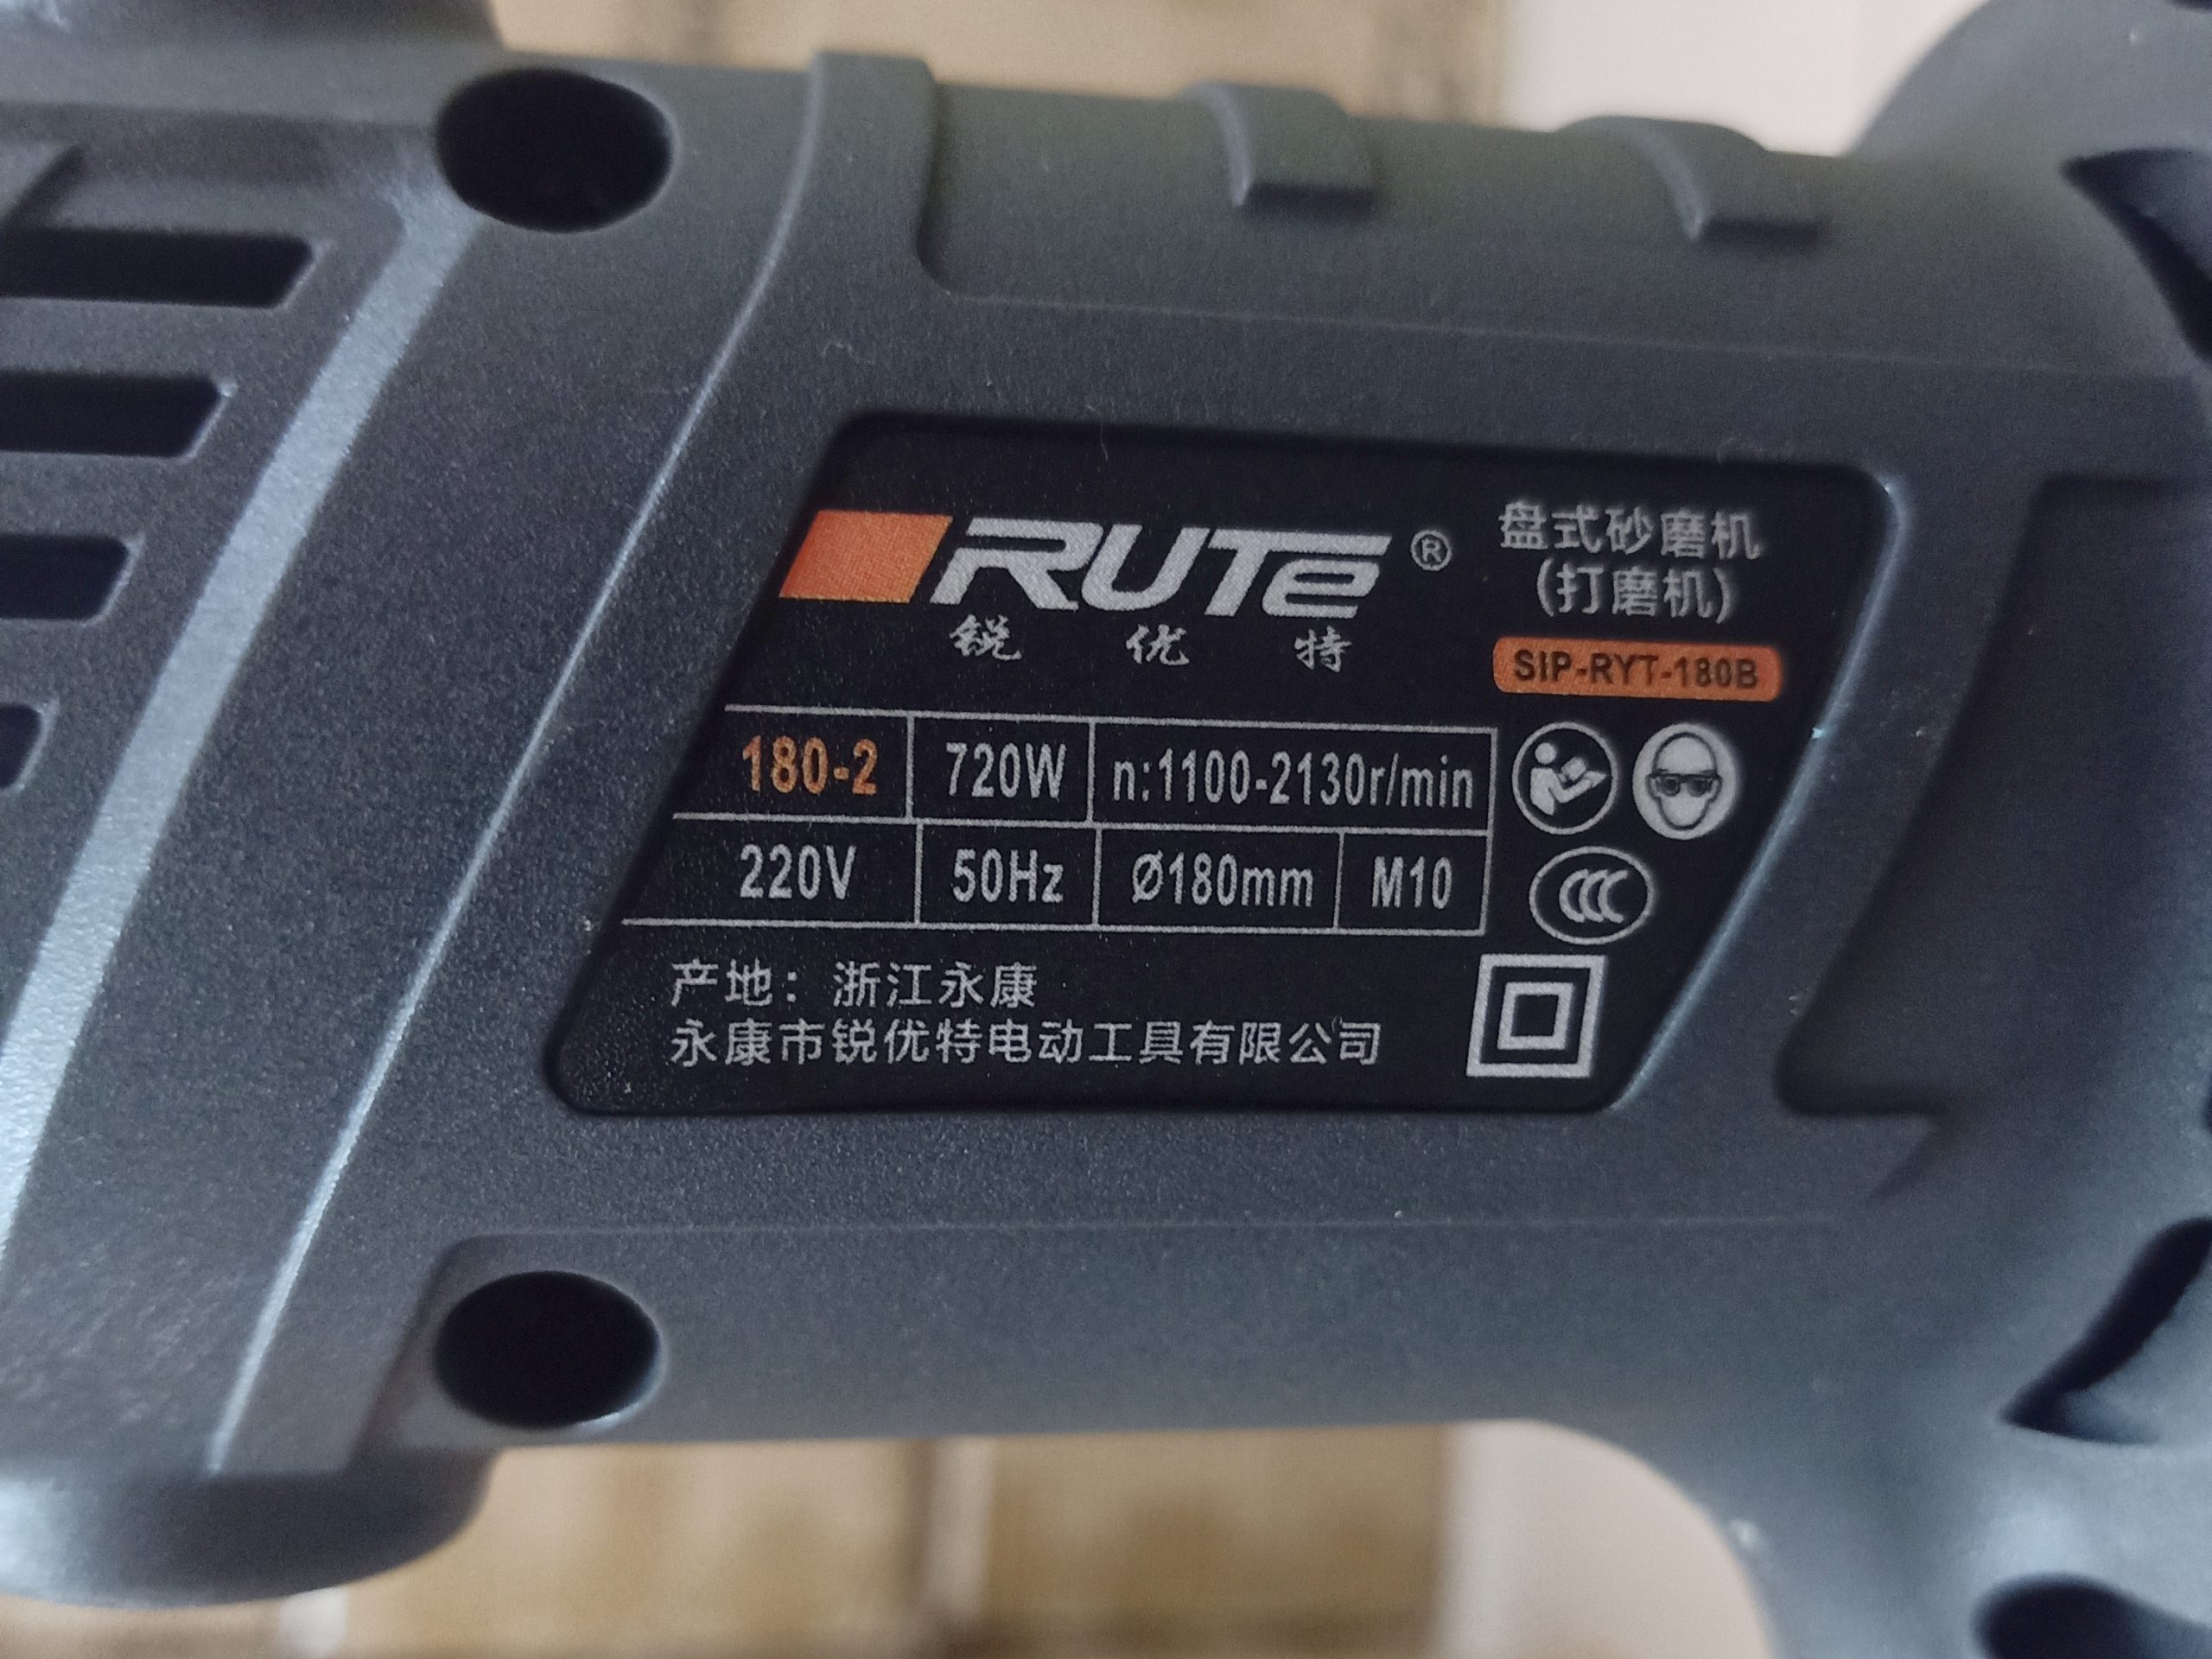 RUTe®
锐优特
盘式砂磨机
(打磨机)
SIP-RYT-180B
180-2 720W n:1100-2130r/min
220V 50Hz Ø180mm M10
CCC
产地：浙江永康
永康市锐优特电动工具有限公司